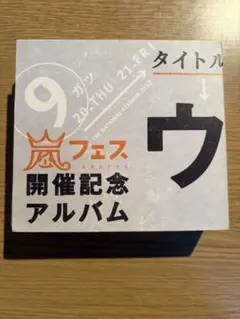 9
ガツ
20-THU 21-FRI
嵐フェス
ARAFES
開催記念
アルバム
タイトル
↓
ウ